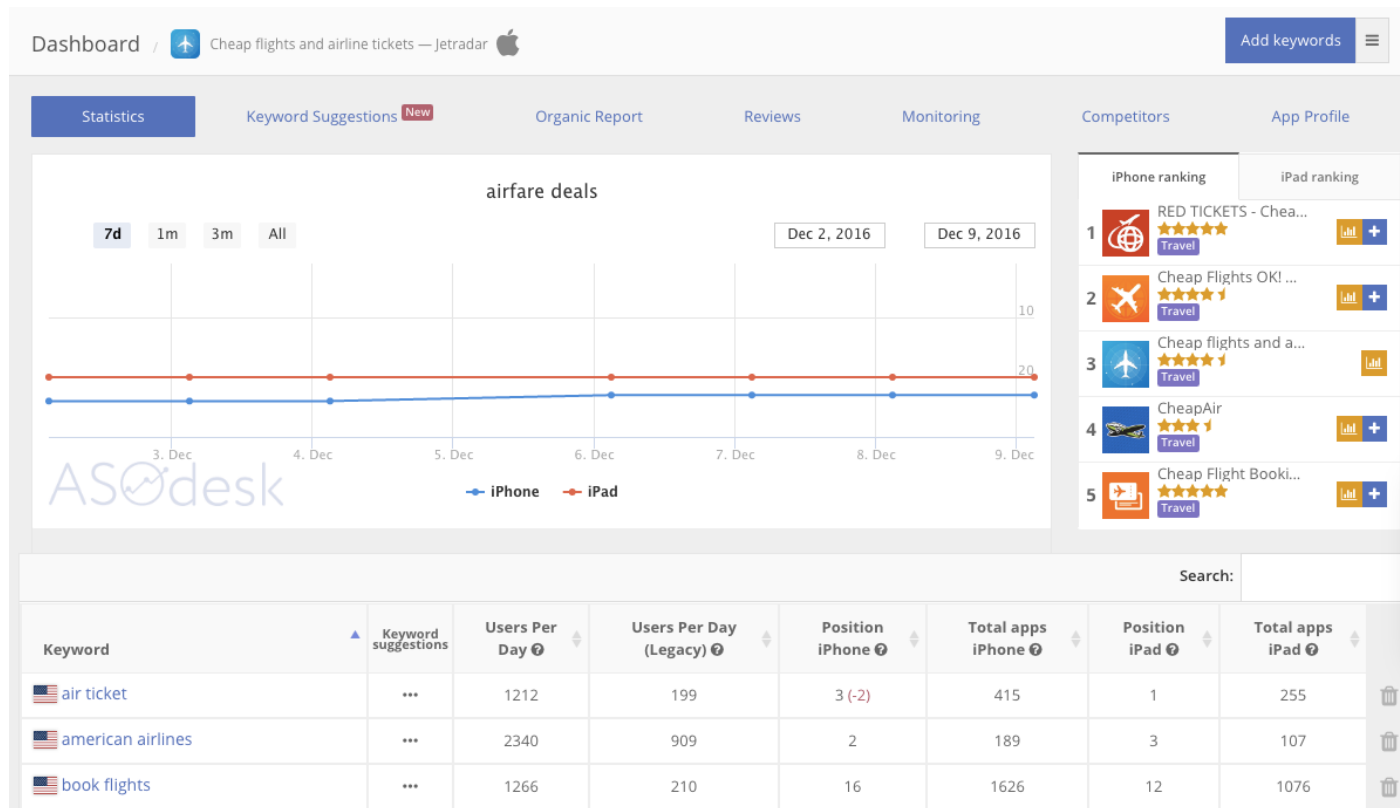 Dashboard / Cheap flights and airline tickets — Jetradar
Add keywords
Statistics
Keyword Suggestions New
Organic Report
Reviews
Monitoring
Competitors
App Profile
airfare deals
7d 1m 3m All
Dec 2, 2016 Dec 9, 2016
10
20
3. Dec 4. Dec 5. Dec 6. Dec 7. Dec 8. Dec 9. Dec
ASOdesk
iPhone iPad
iPhone ranking iPad ranking
1 RED TICKETS - Chea...
Travel
2 Cheap Flights OK! ...
Travel
3 Cheap flights and a...
Travel
4 CheapAir
Travel
5 Cheap Flight Booki...
Travel
Search:
Keyword
Keyword
suggestions
Users Per
Day ?
Users Per Day
(Legacy) ?
Position
iPhone ?
Total apps
iPhone ?
Position
iPad ?
Total apps
iPad ?
air ticket ••• 1212 199 3 (-2) 415 1 255
american airlines ••• 2340 909 2 189 3 107
book flights ••• 1266 210 16 1626 12 1076